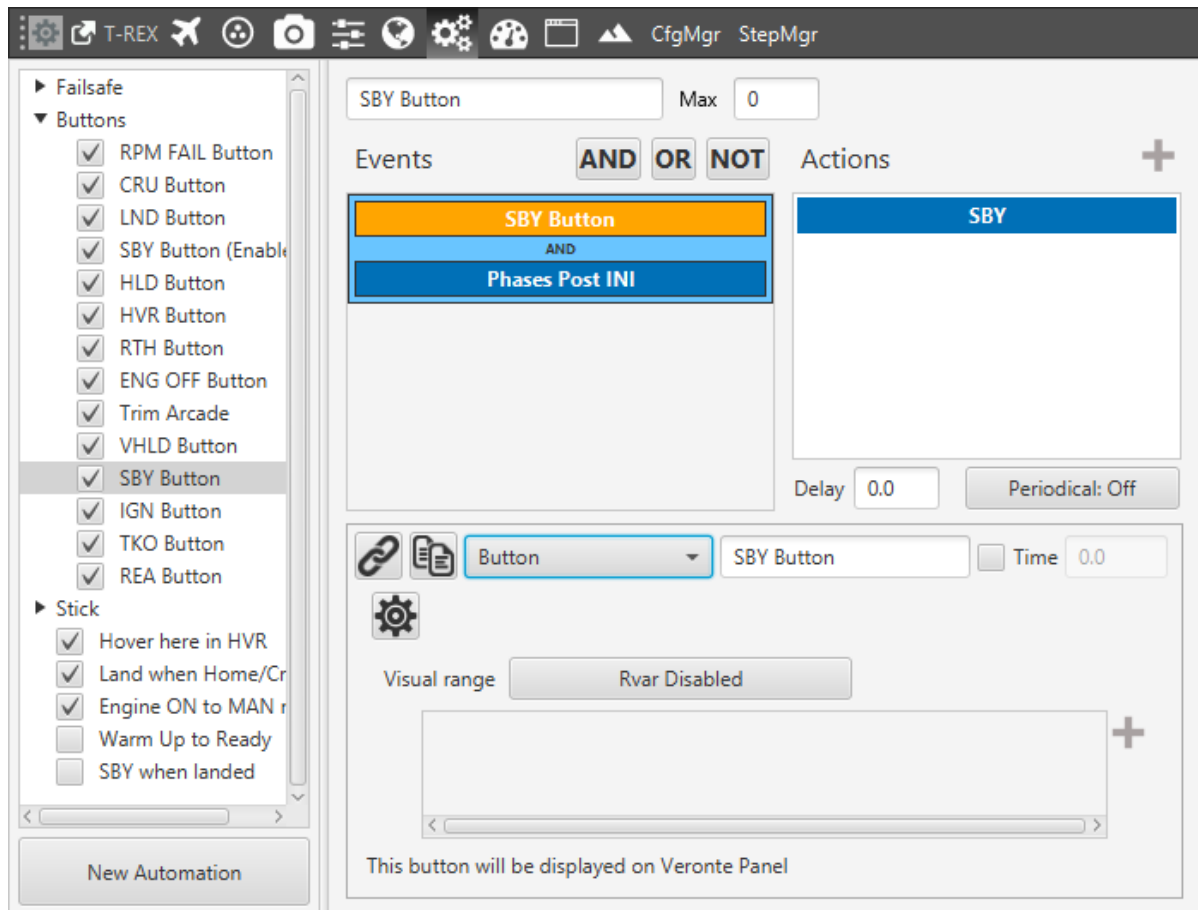 T-REX CfgMgr StepMgr
Failsafe
Buttons
RPM FAIL Button
CRU Button
LND Button
SBY Button (Enable
HLD Button
HVR Button
RTH Button
ENG OFF Button
Trim Arcade
VHLD Button
SBY Button
IGN Button
TKO Button
REA Button
Stick
Hover here in HVR
Land when Home/Cr
Engine ON to MAN r
Warm Up to Ready
SBY when landed
New Automation
SBY Button Max 0
Events AND OR NOT Actions
SBY Button
AND
Phases Post INI
SBY
Delay 0.0 Periodical: Off
Button SBY Button Time 0.0
Visual range Rvar Disabled
This button will be displayed on Veronte Panel